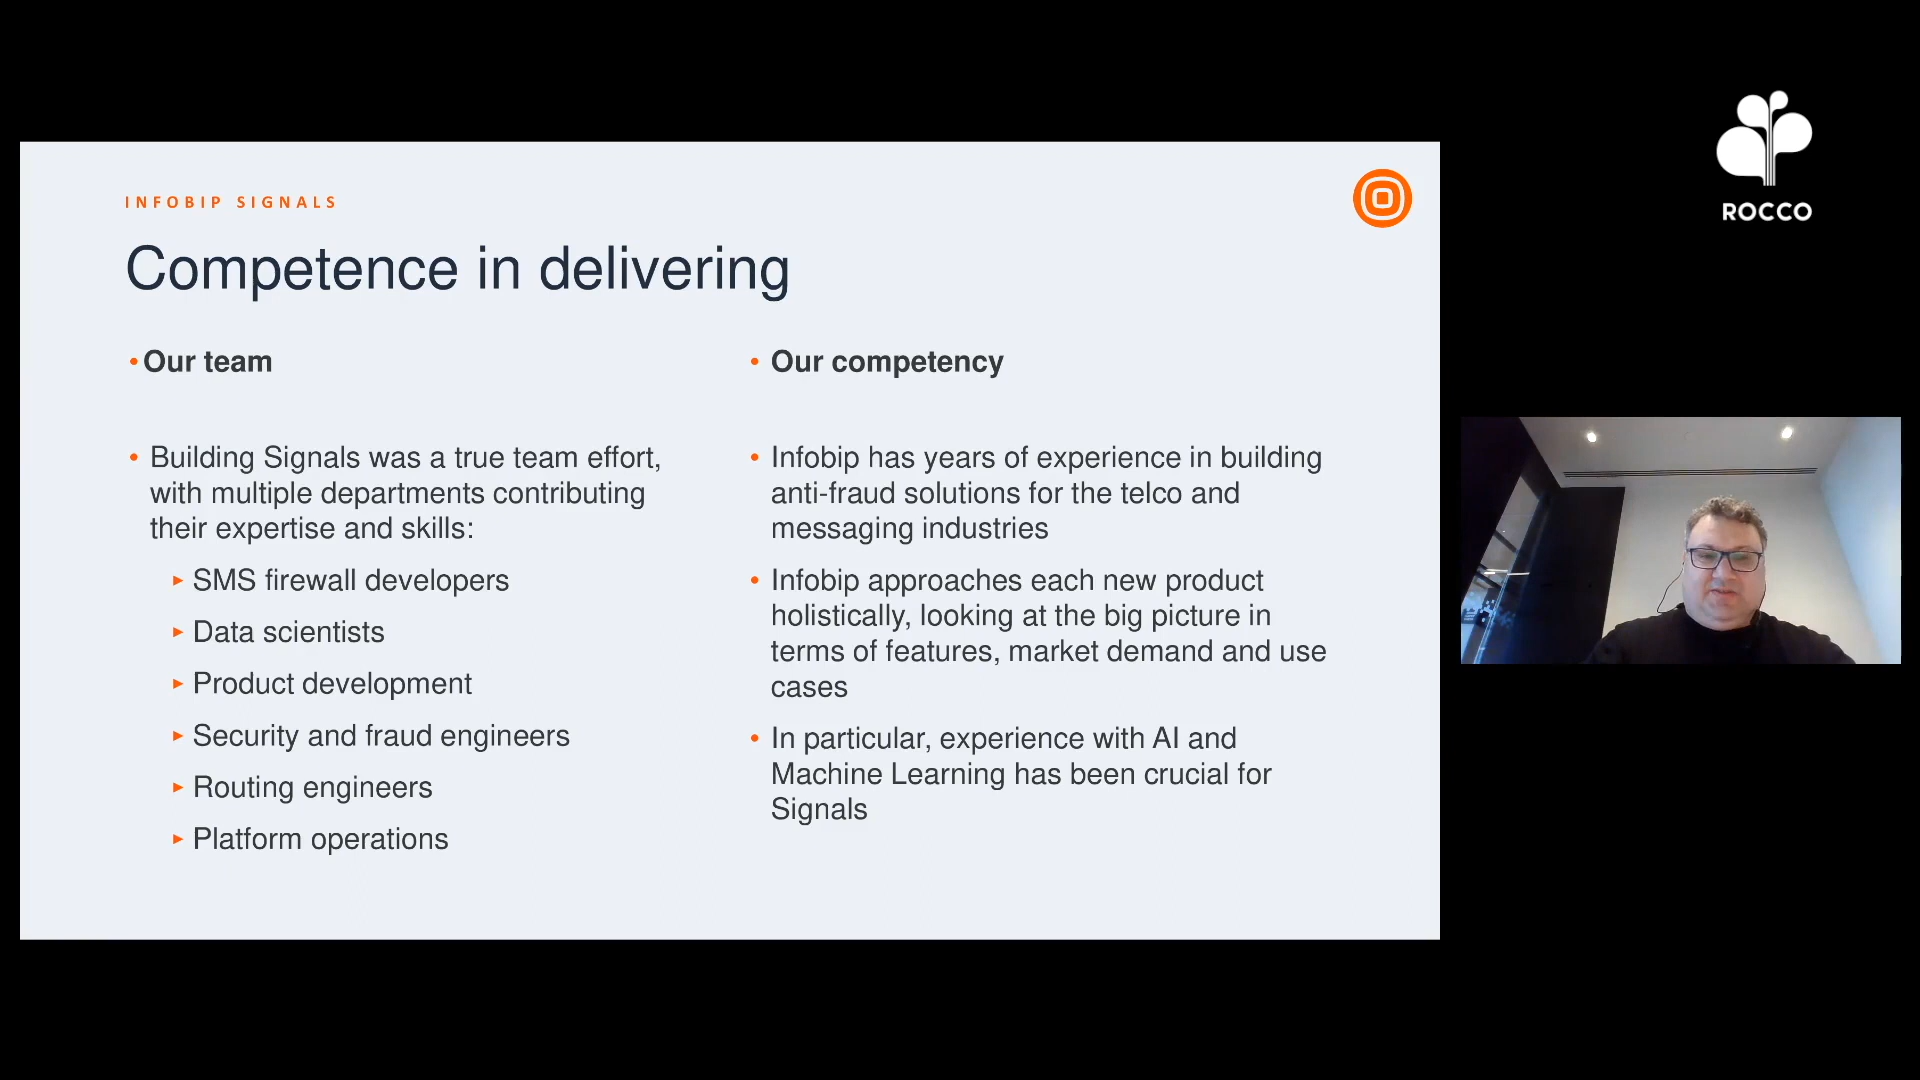 INFOBIP SIGNALS
Competence in delivering
• Our team
• Building Signals was a true team effort,
with multiple departments contributing
their expertise and skills:
▸ SMS firewall developers
▸ Data scientists
▸ Product development
▸ Security and fraud engineers
▸ Routing engineers
▸ Platform operations
• Our competency
• Infobip has years of experience in building
anti-fraud solutions for the telco and
messaging industries
• Infobip approaches each new product
holistically, looking at the big picture in
terms of features, market demand and use
cases
• In particular, experience with AI and
Machine Learning has been crucial for
Signals
ROCCO